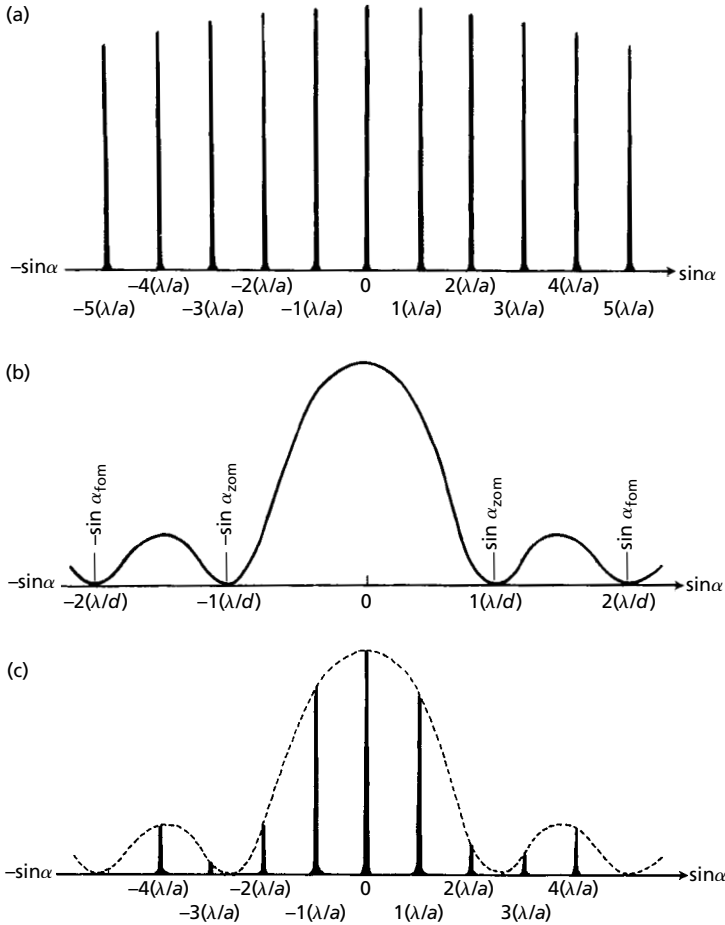 (a)
–sinα
sinα
–4(λ/a) –2(λ/a) 0 2(λ/a) 4(λ/a)
–5(λ/a) –3(λ/a) –1(λ/a) 1(λ/a) 3(λ/a) 5(λ/a)
(b)
–sin α_fom
–sin α_zom
sin α_zom
sin α_fom
–sinα
sinα
–2(λ/d) –1(λ/d) 0 1(λ/d) 2(λ/d)
(c)
–sinα
sinα
–4(λ/a) –2(λ/a) 0 2(λ/a) 4(λ/a)
–3(λ/a) –1(λ/a) 1(λ/a) 3(λ/a)